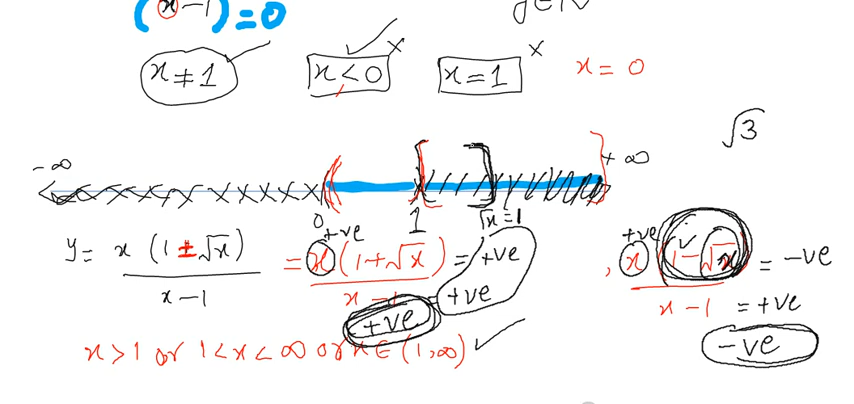 (x-1)=0
y∈N
x≠1 x<0 x x=1 x x=0
√3
-∞ +∞
0 1 √x=1
y= x(1±√x)/x-1 = +ve x(1+√x)/x-1 = +ve/+ve = +ve , +ve x(1-√x)/x-1 = -ve/= +ve
-ve
x>1 or 1<x<∞ or x∈(1,∞) ✓